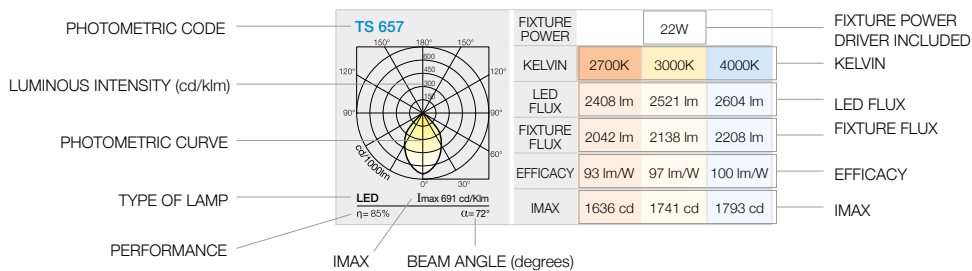 PHOTOMETRIC CODE
LUMINOUS INTENSITY (cd/klm)
PHOTOMETRIC CURVE
TYPE OF LAMP
PERFORMANCE
TS 657
150° 180° 150°
120° 120°
90° 90°
60°
0° 30°
600
450
300
150
cd/1000lm
LED Imax 691 cd/Klm
η= 85% α= 72°
IMAX BEAM ANGLE (degrees)
FIXTURE POWER 22W
KELVIN 2700K 3000K 4000K
LED FLUX 2408 lm 2521 lm 2604 lm
FIXTURE FLUX 2042 lm 2138 lm 2208 lm
EFFICACY 93 lm/W 97 lm/W 100 lm/W
IMAX 1636 cd 1741 cd 1793 cd
FIXTURE POWER
DRIVER INCLUDED
KELVIN
LED FLUX
FIXTURE FLUX
EFFICACY
IMAX